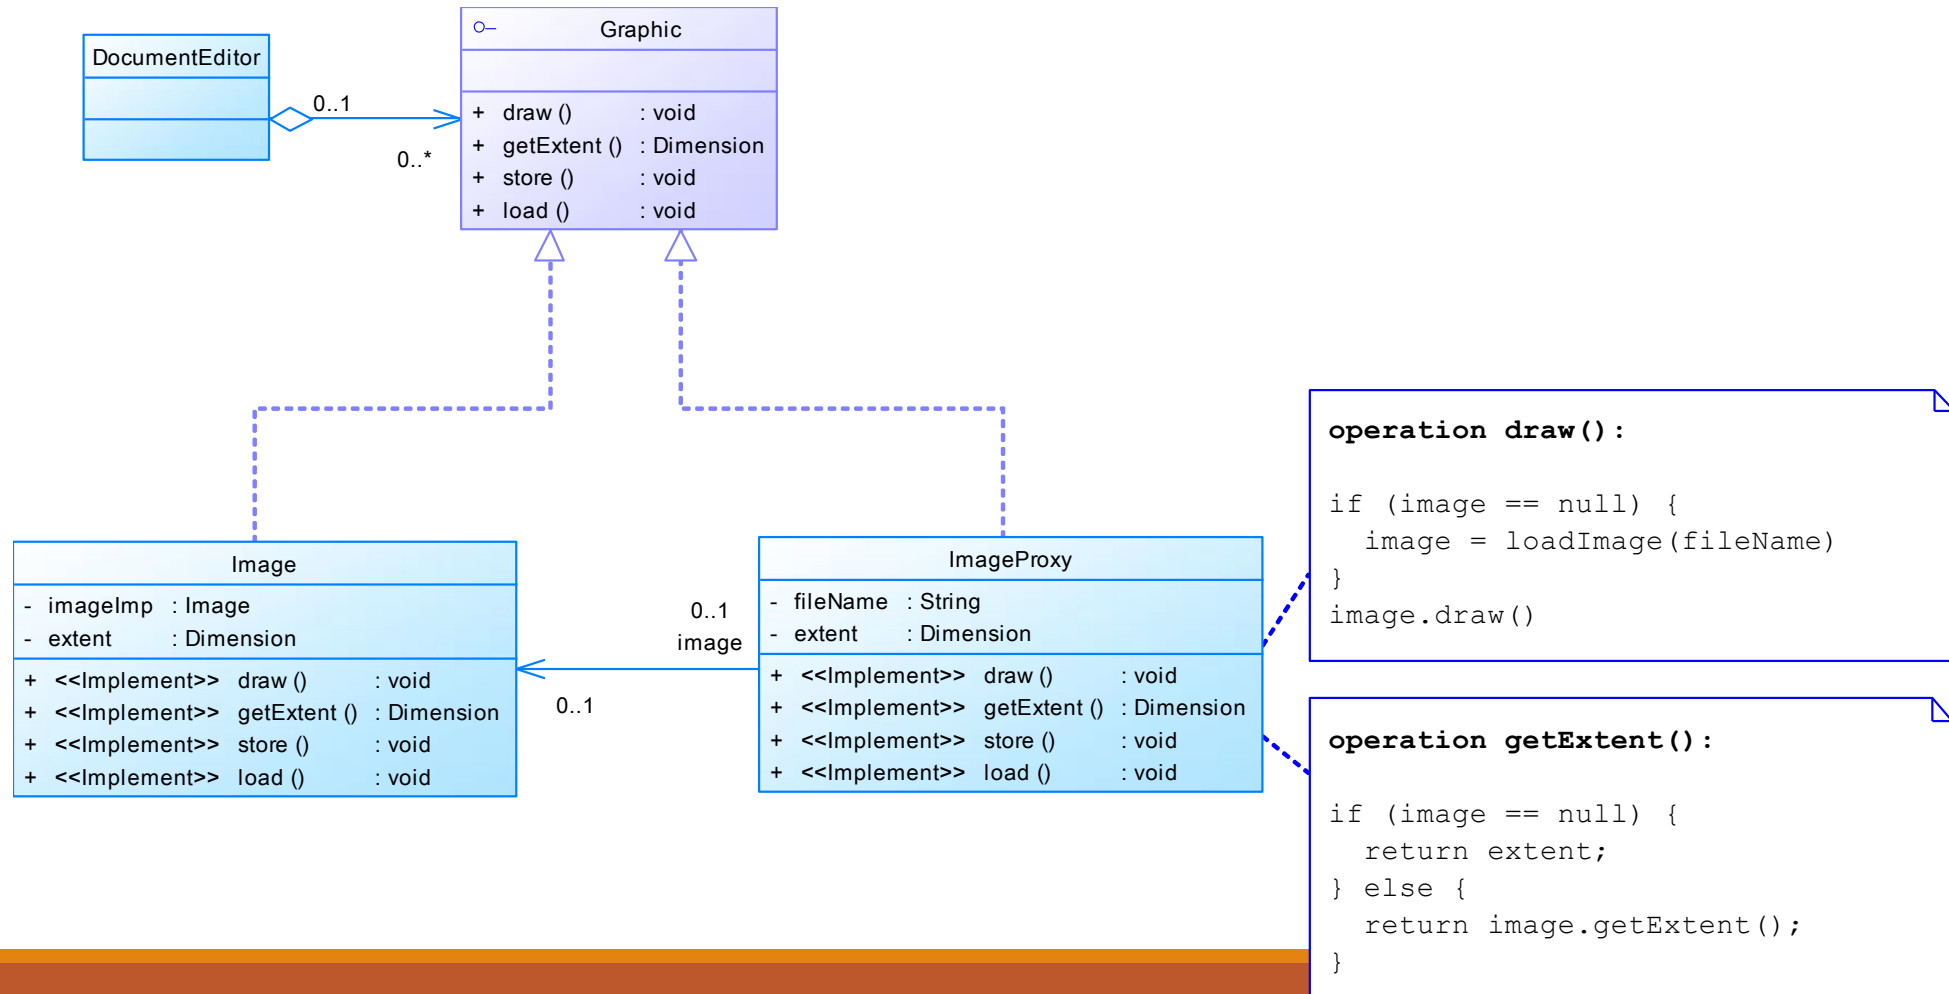 DocumentEditor
0..1
0..*
Graphic
+ draw () : void
+ getExtent () : Dimension
+ store () : void
+ load () : void
Image
- imageImp : Image
- extent : Dimension
+ <<Implement>> draw () : void
+ <<Implement>> getExtent () : Dimension
+ <<Implement>> store () : void
+ <<Implement>> load () : void
0..1
image
0..1
ImageProxy
- fileName : String
- extent : Dimension
+ <<Implement>> draw () : void
+ <<Implement>> getExtent () : Dimension
+ <<Implement>> store () : void
+ <<Implement>> load () : void
operation draw():
if (image == null) {
image = loadImage(fileName)
}
image.draw()
operation getExtent():
if (image == null) {
return extent;
} else {
return image.getExtent();
}